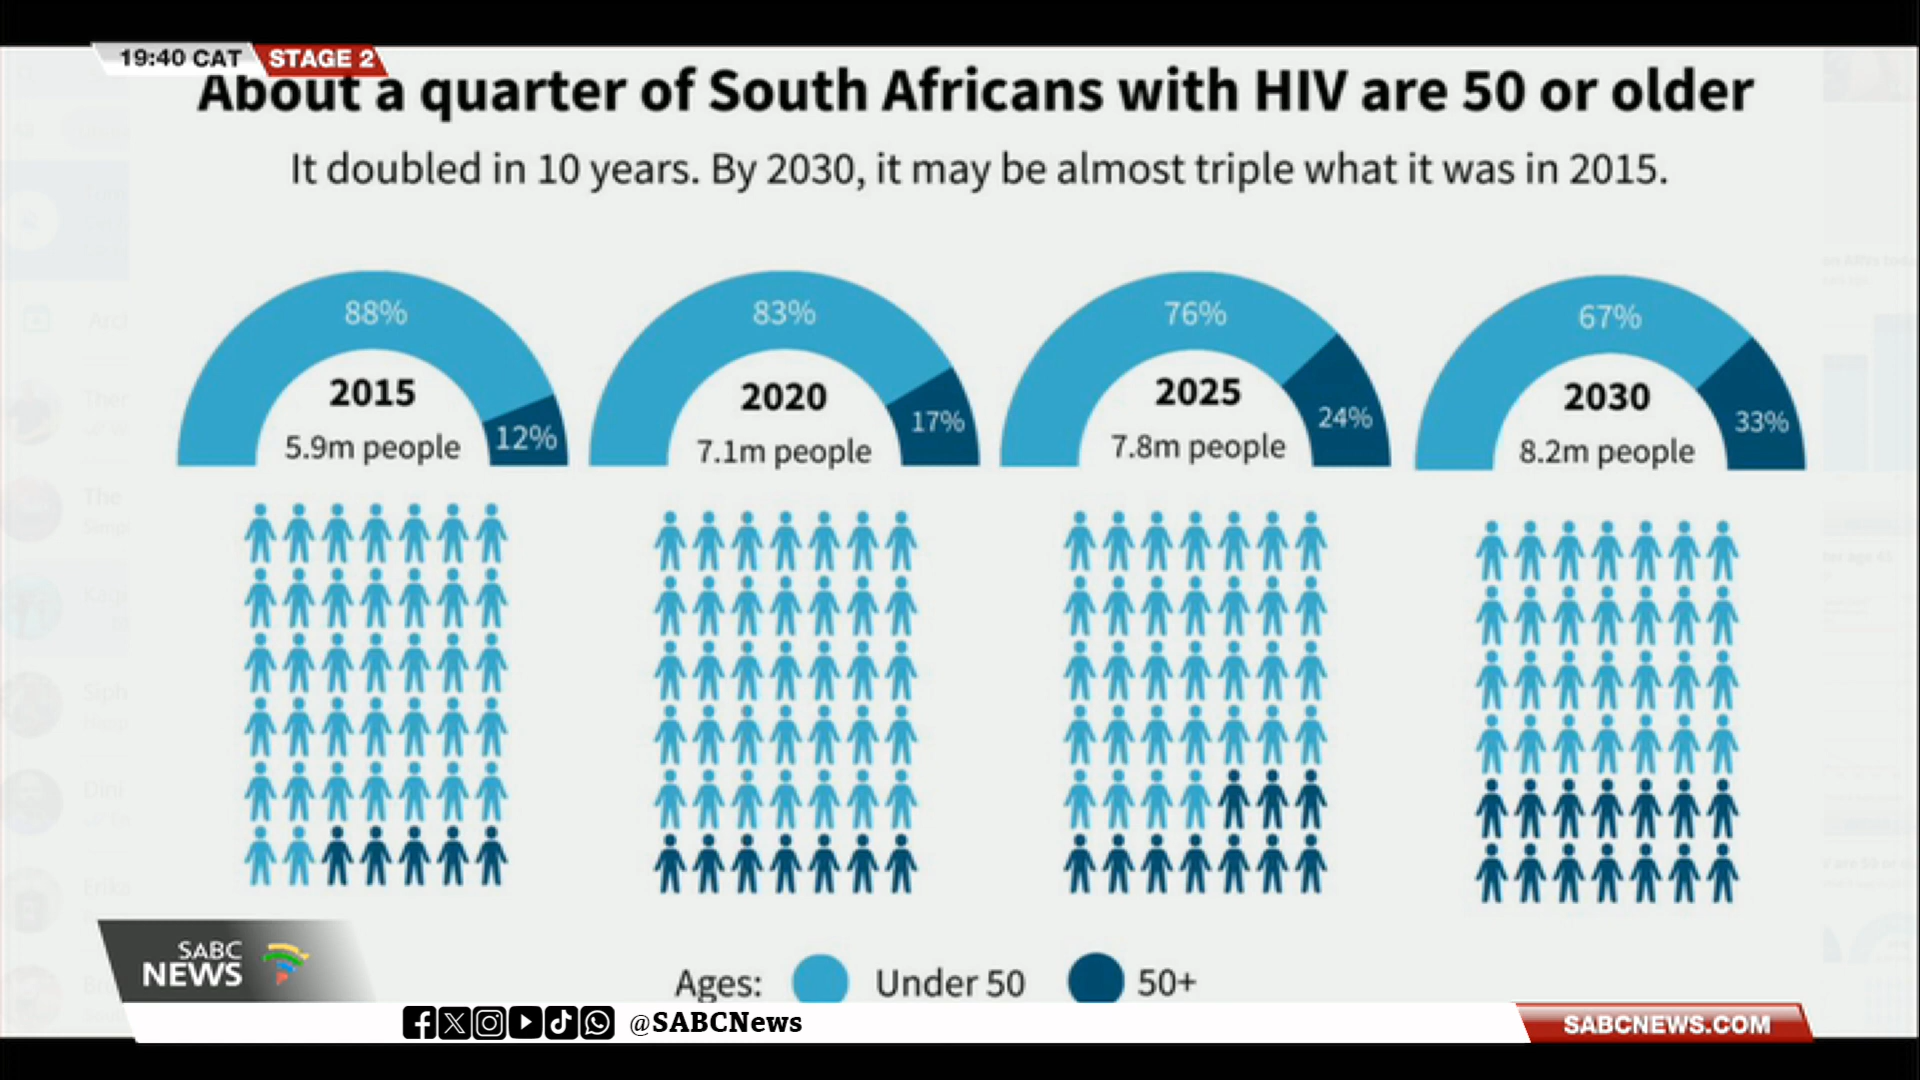 19:40 CAT
STAGE 2
About a quarter of South Africans with HIV are 50 or older
It doubled in 10 years. By 2030, it may be almost triple what it was in 2015.
88%
2015
5.9m people
12%
83%
2020
7.1m people
17%
76%
2025
7.8m people
24%
67%
2030
8.2m people
33%
Ages: Under 50 50+
SABC
NEWS
@SABCNews
SABCNEWS.COM